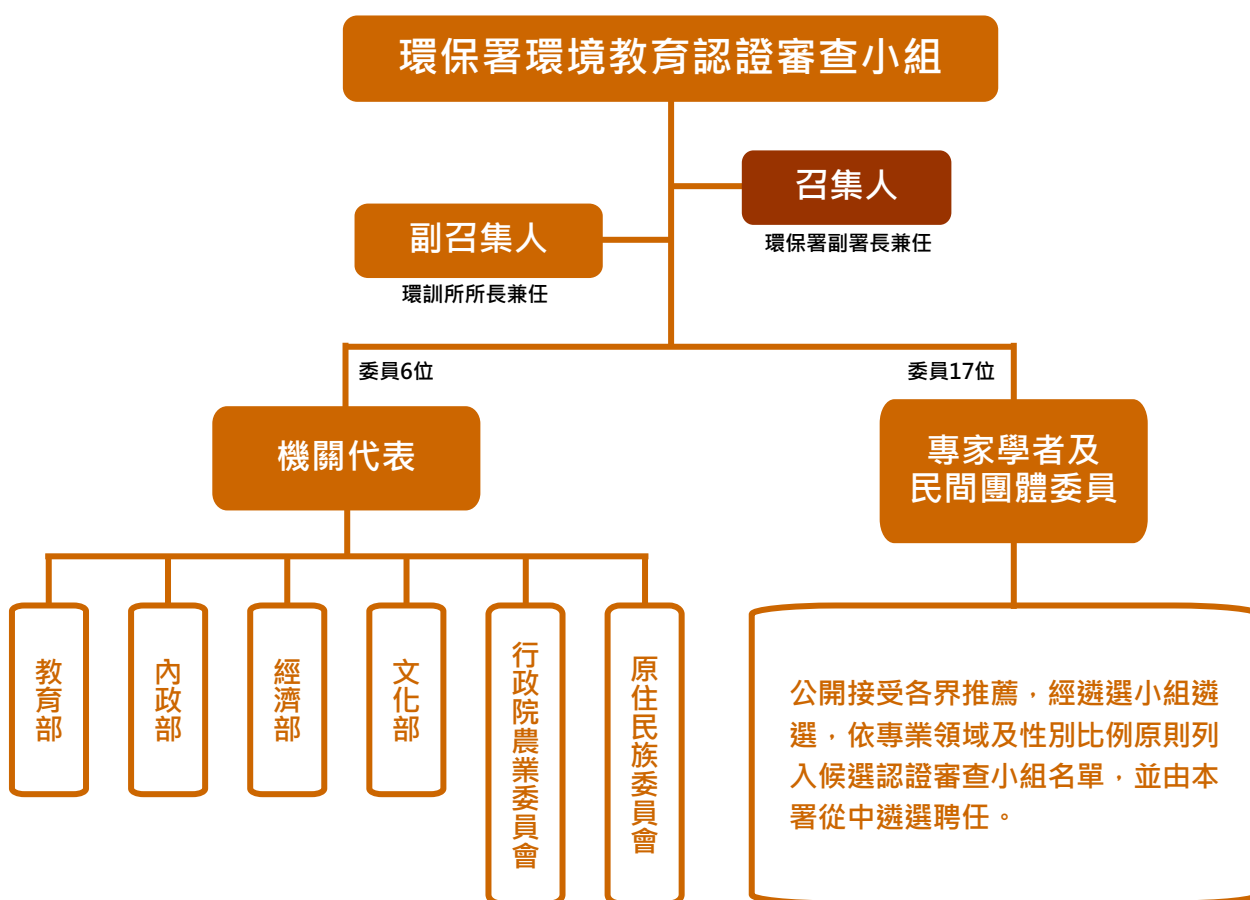 環保署環境教育認證審查小組
召集人
環保署副署長兼任
副召集人
環訓所所長兼任
委員6位
委員17位
機關代表
專家學者及
民間團體委員
教育部
內政部
經濟部
文化部
行政院農業委員會
原住民族委員會
公開接受各界推薦，經遴選小組遴
選，依專業領域及性別比例原則列
入候選認證審查小組名單，並由本
署從中遴選聘任。